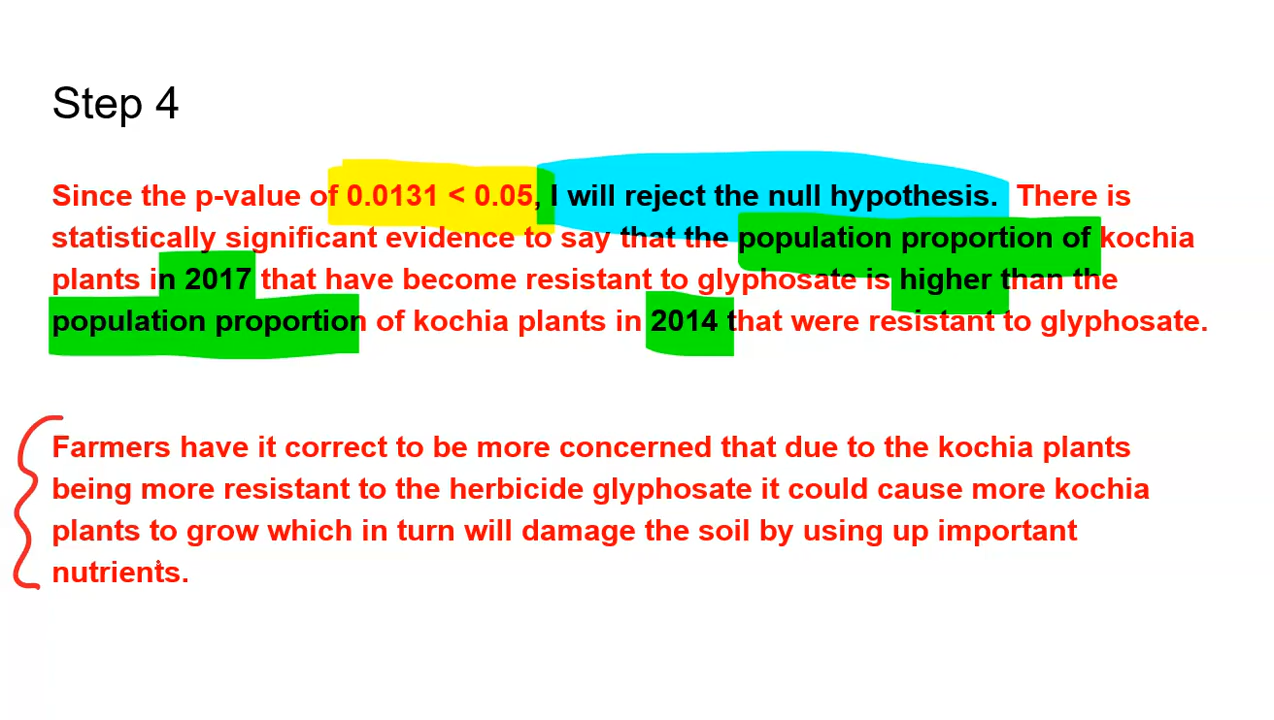 Step 4
Since the p-value of 0.0131 < 0.05, I will reject the null hypothesis. There is
statistically significant evidence to say that the population proportion of kochia
plants in 2017 that have become resistant to glyphosate is higher than the
population proportion of kochia plants in 2014 that were resistant to glyphosate.
Farmers have it correct to be more concerned that due to the kochia plants
being more resistant to the herbicide glyphosate it could cause more kochia
plants to grow which in turn will damage the soil by using up important
nutrients.